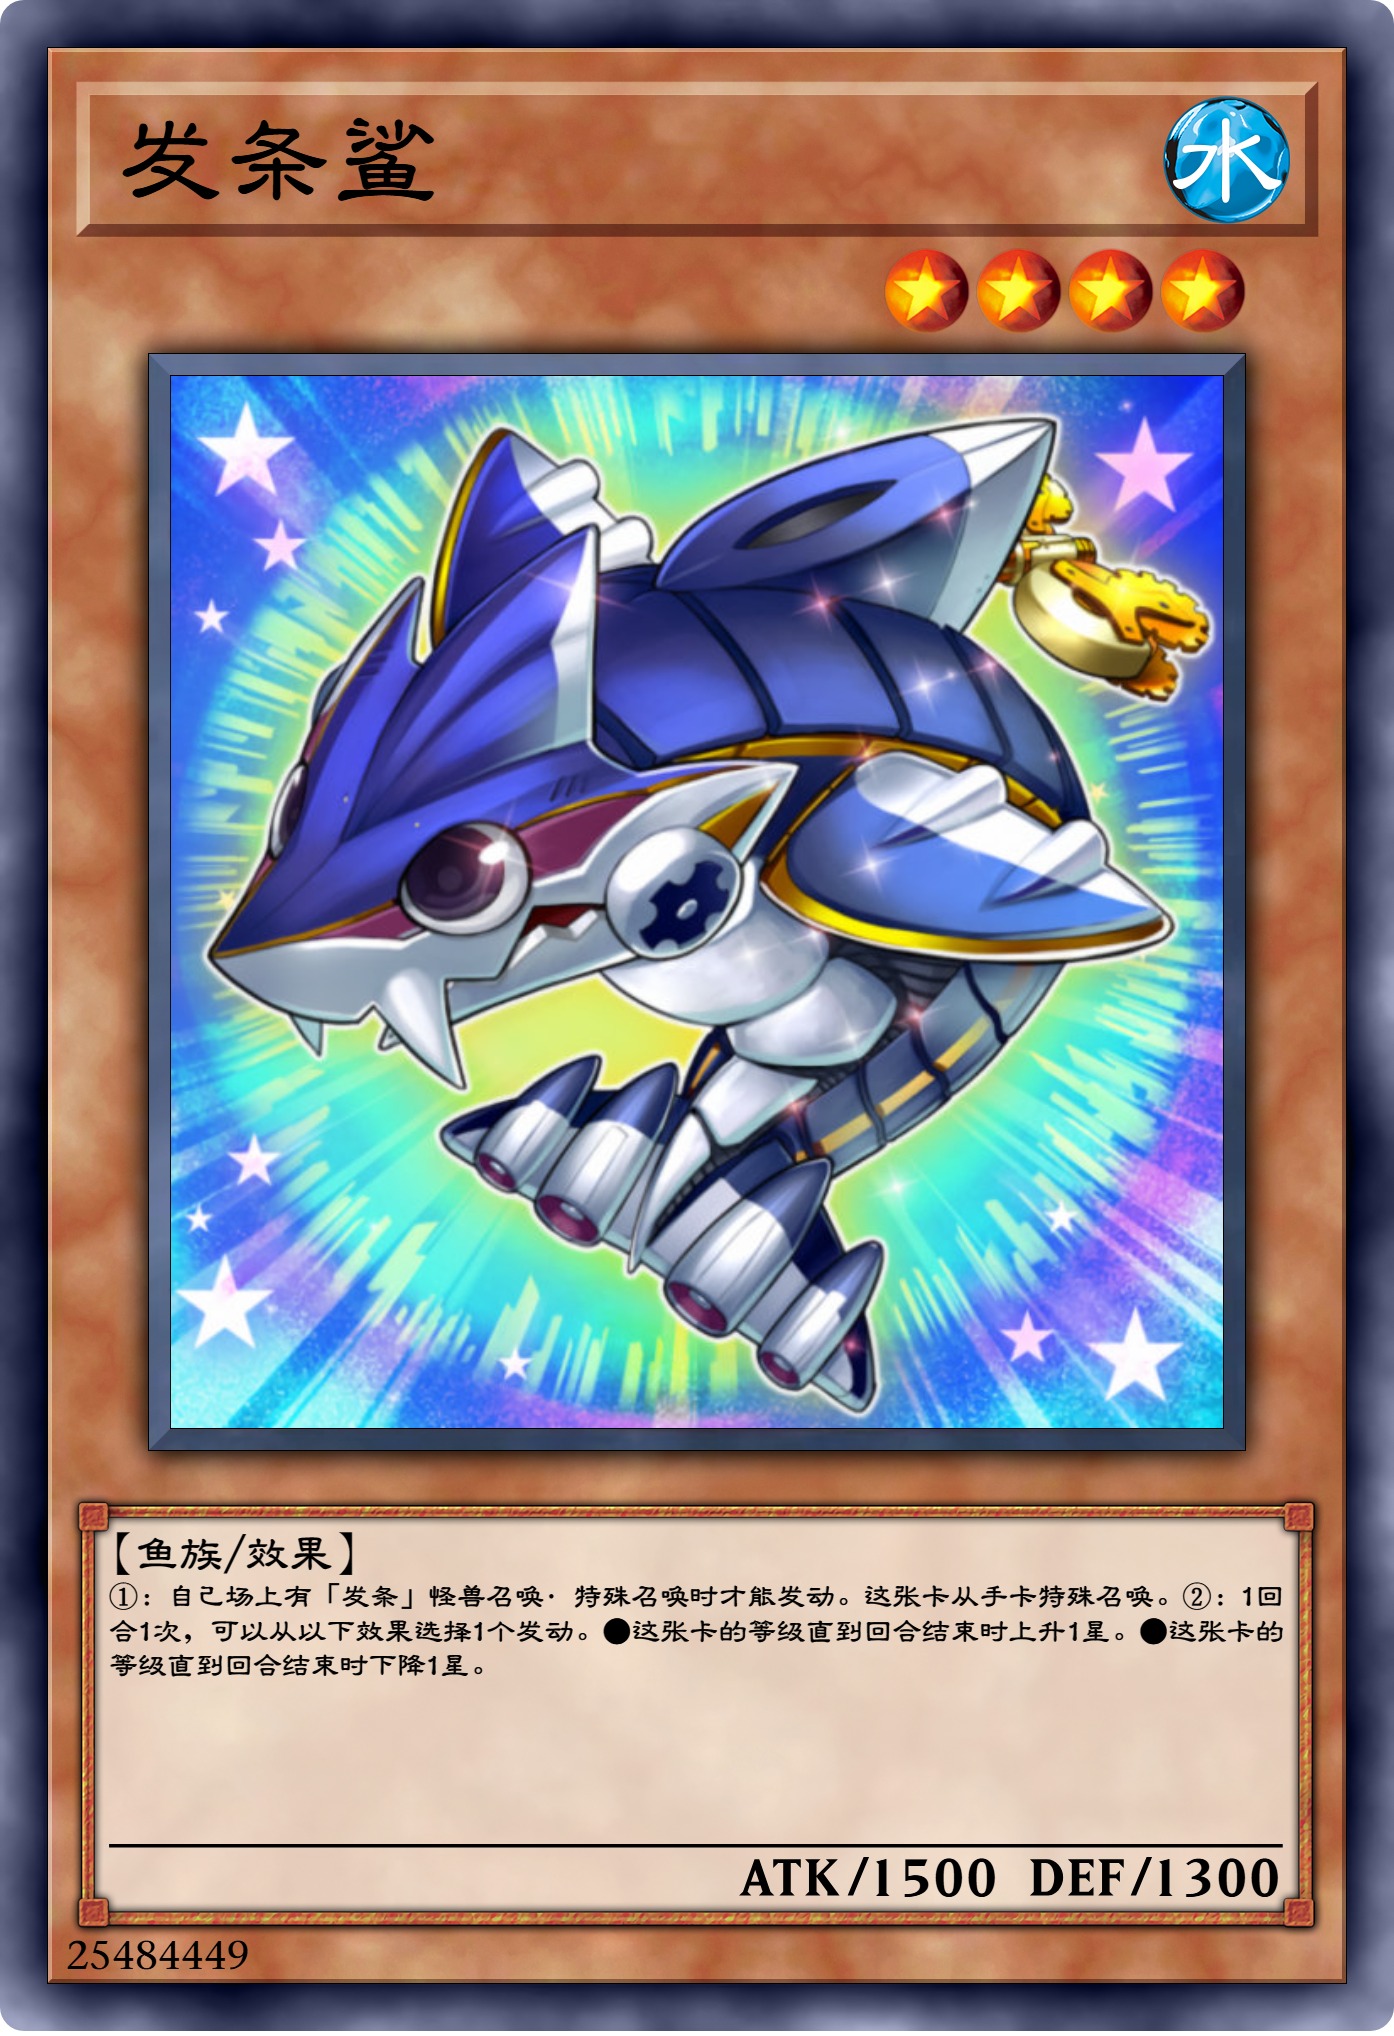 发条鲨
水
【鱼族/效果】
①：自己场上有「发条」怪兽召唤·特殊召唤时才能发动。这张卡从手卡特殊召唤。②：1回
合1次，可以从以下效果选择1个发动。●这张卡的等级直到回合结束时上升1星。●这张卡的
等级直到回合结束时下降1星。
ATK/1500 DEF/1300
25484449